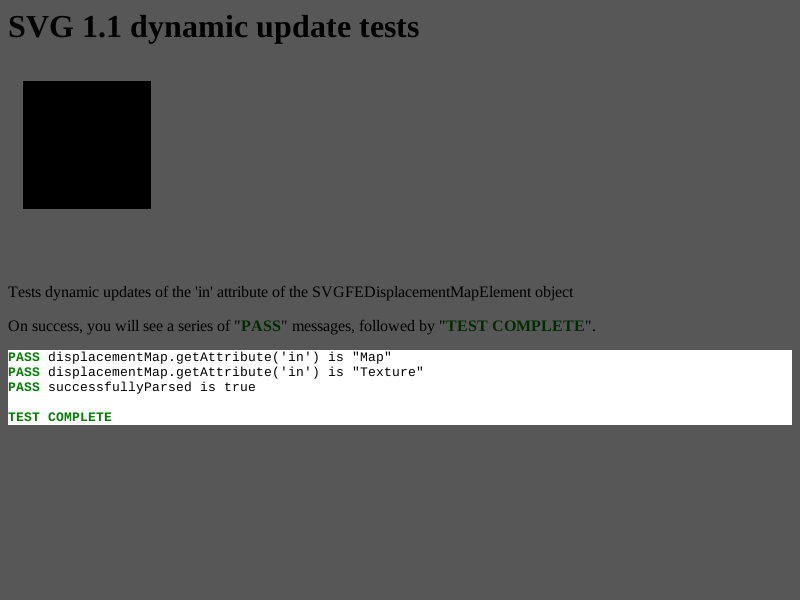 SVG 1.1 dynamic update tests
Tests dynamic updates of the 'in' attribute of the SVGFEDisplacementMapElement object
On success, you will see a series of "PASS" messages, followed by "TEST COMPLETE".
PASS displacementMap.getAttribute('in') is "Map"
PASS displacementMap.getAttribute('in') is "Texture"
PASS successfullyParsed is true
TEST COMPLETE